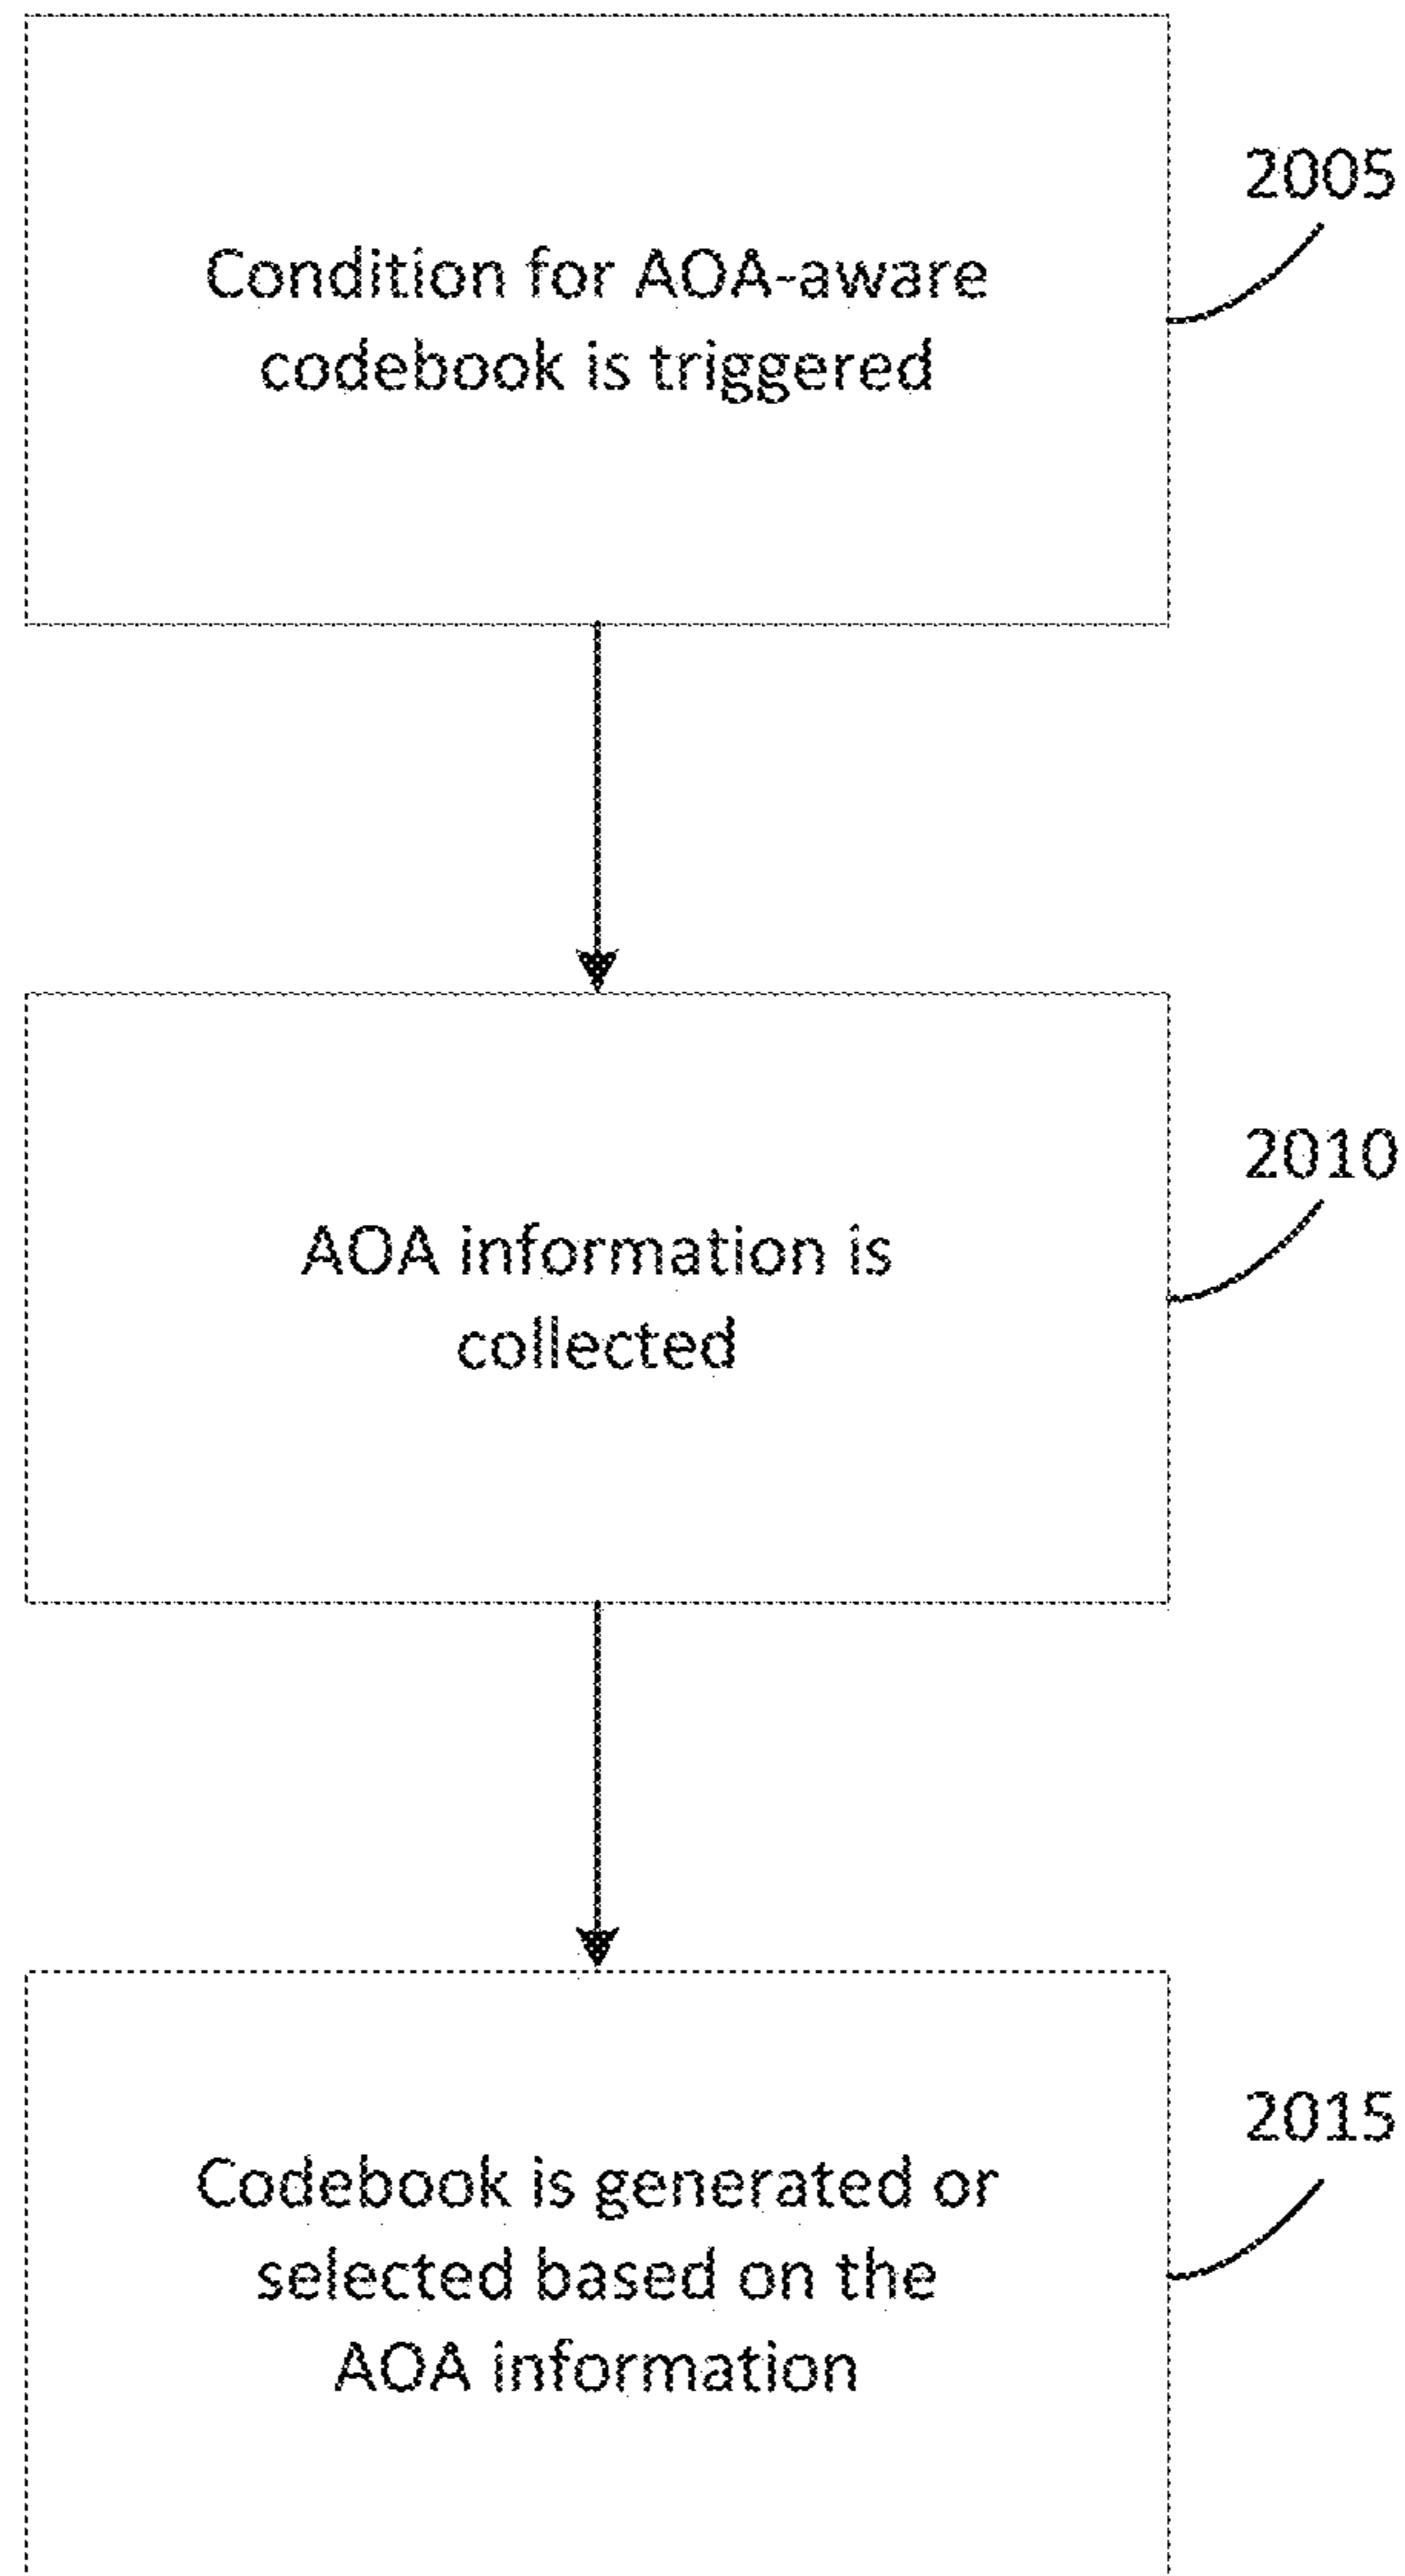 2005
Condition for AOA-aware
codebook is triggered
2010
AOA information is
collected
2015
Codebook is generated or
selected based on the
AOA information